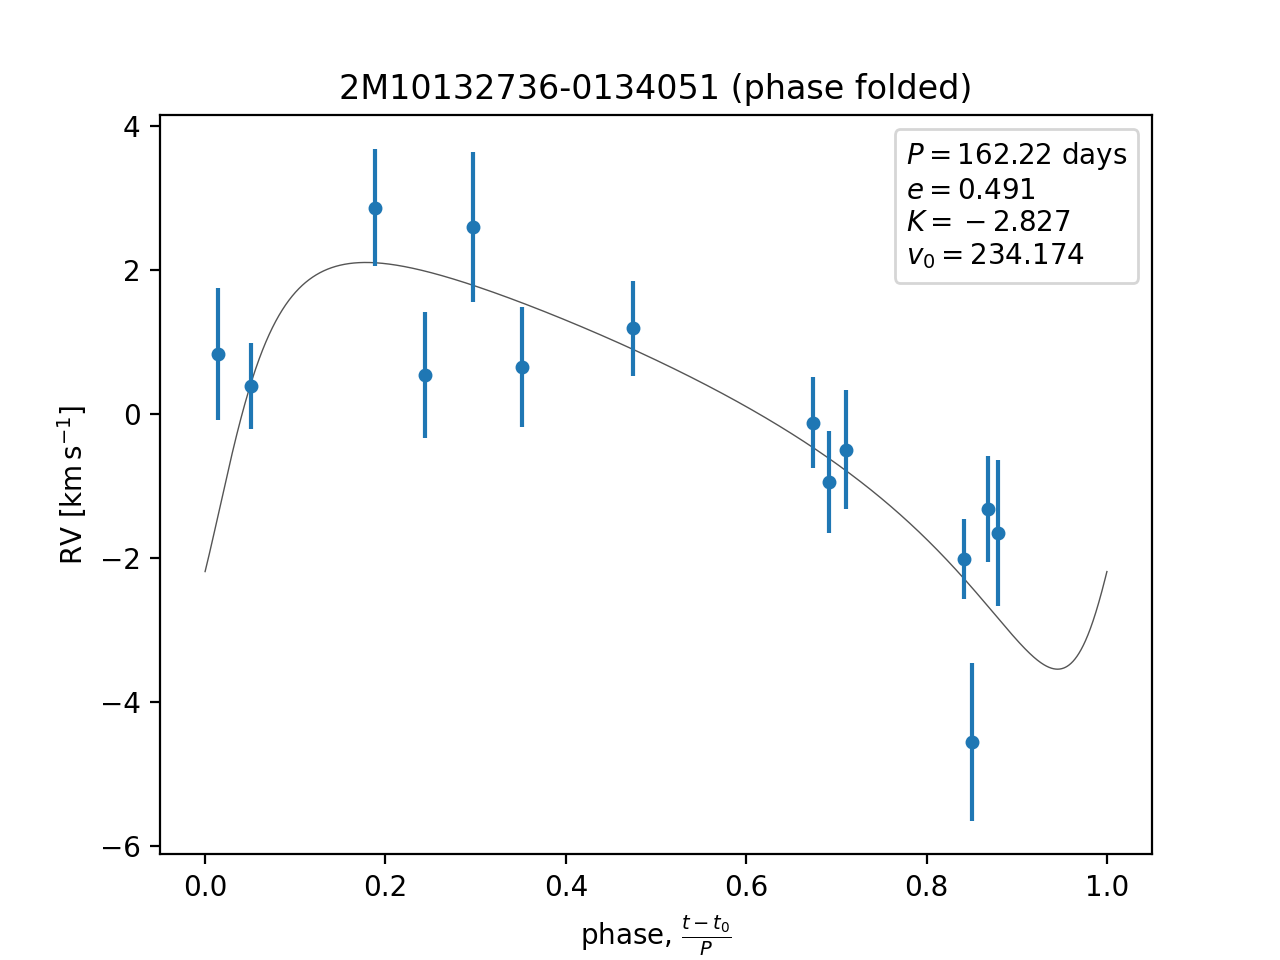 2M10132736-0134051 (phase folded)
P = 162.22 days
e = 0.491
K = −2.827
v₀ = 234.174
4
2
0
−2
−4
−6
RV [km s⁻¹]
0.0 0.2 0.4 0.6 0.8 1.0
phase, (t − t₀)/P